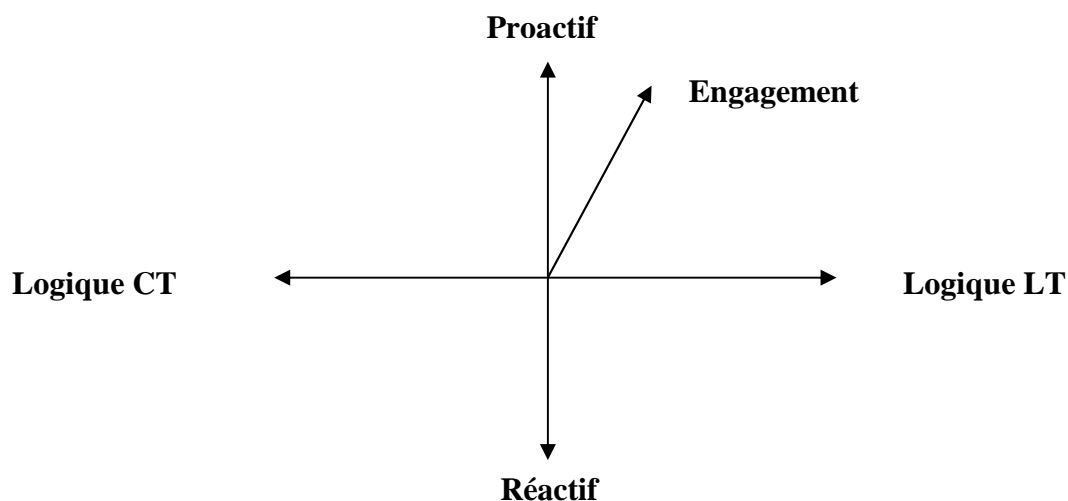 Proactif
Engagement
Logique CT
Logique LT
Réactif